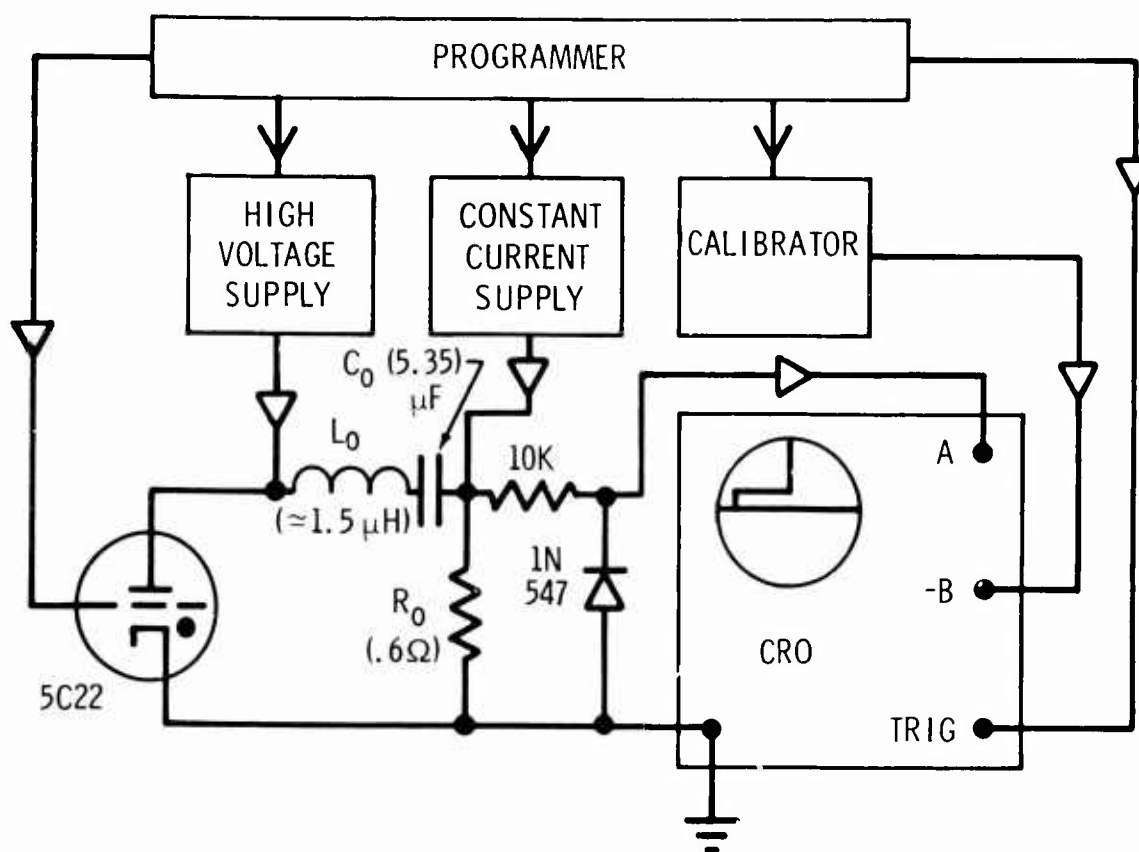 PROGRAMMER
HIGH
VOLTAGE
SUPPLY
CONSTANT
CURRENT
SUPPLY
CALIBRATOR
C₀ (5.35)
μF
L₀
(≃1.5 μH)
10K
A
1N
547
-B
R₀
(.6Ω)
CRO
5C22
TRIG